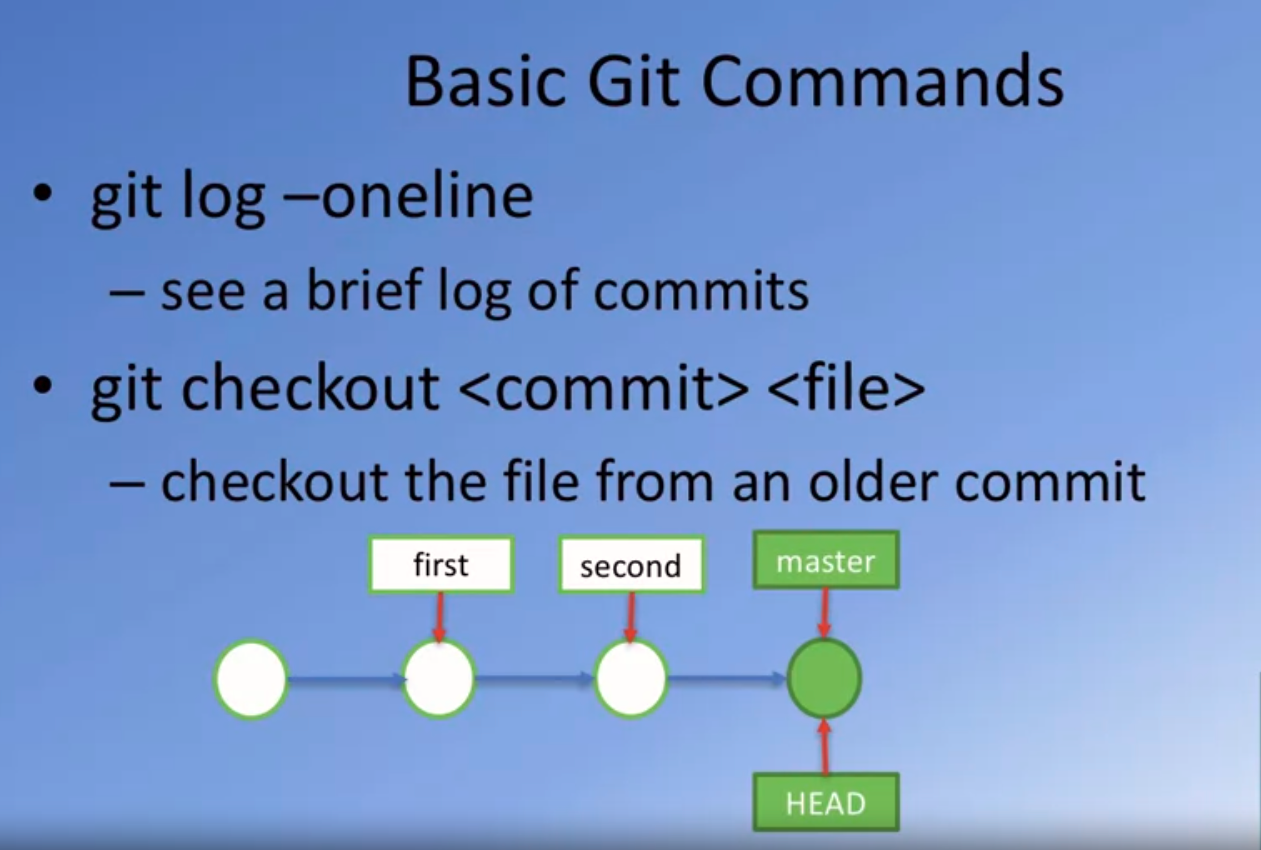 Basic Git Commands
• git log –oneline
– see a brief log of commits
• git checkout <commit> <file>
– checkout the file from an older commit
first
second
master
HEAD